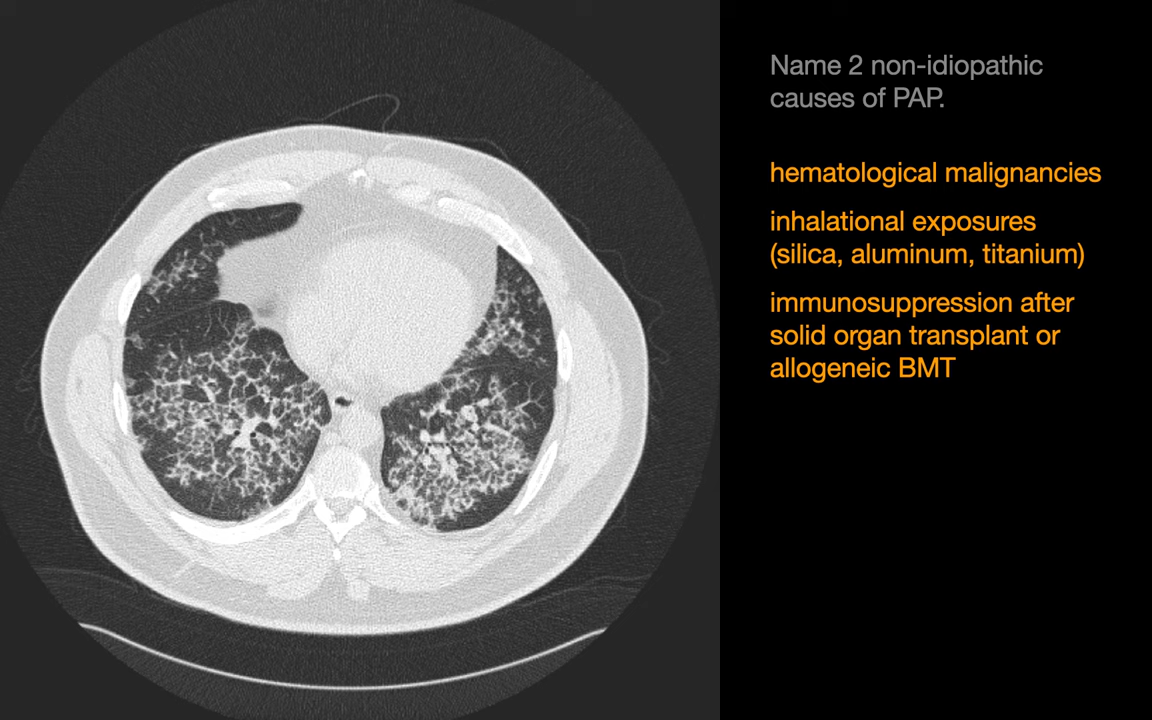 Name 2 non-idiopathic
causes of PAP.
hematological malignancies
inhalational exposures
(silica, aluminum, titanium)
immunosuppression after
solid organ transplant or
allogeneic BMT